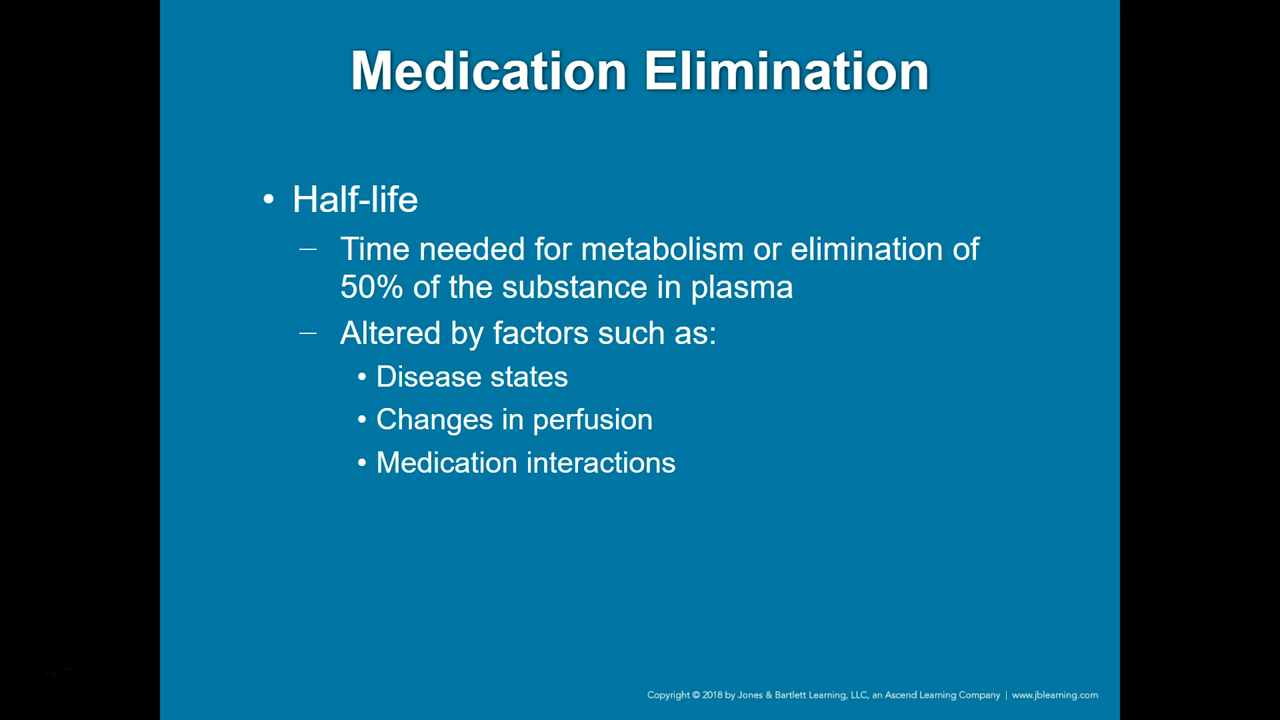 Medication Elimination
• Half-life
– Time needed for metabolism or elimination of
50% of the substance in plasma
– Altered by factors such as:
• Disease states
• Changes in perfusion
• Medication interactions
Copyright © 2018 by Jones & Bartlett Learning, LLC, an Ascend Learning Company | www.jblearning.com